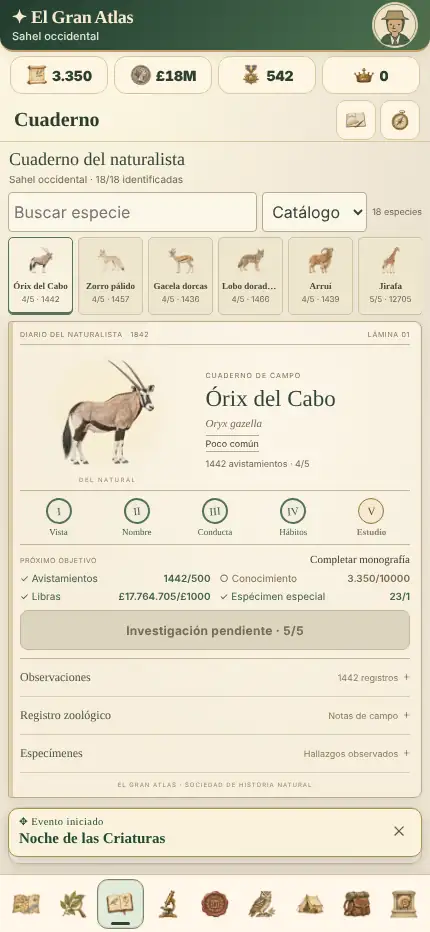 ✦ El Gran Atlas
Sahel occidental
3.350
£18M
542
0
Cuaderno
Cuaderno del naturalista
Sahel occidental · 18/18 identificadas
Buscar especie
Catálogo
18 especies
Órix del Cabo
4/5 · 1442
Zorro pálido
4/5 · 1457
Gacela dorcas
4/5 · 1436
Lobo dorad...
4/5 · 1466
Arrui
4/5 · 1439
Jirafa
5/5 · 12705
DIARIO DEL NATURALISTA 1842
LÁMINA 01
CUADERNO DE CAMPO
Órix del Cabo
Oryx gazella
Poco común
1442 avistamientos · 4/5
DEL NATURAL
I
Vista
II
Nombre
III
Conducta
IV
Hábitos
V
Estudio
PRÓXIMO OBJETIVO
Completar monografía
✓ Avistamientos 1442/500
○ Conocimiento 3.350/10000
✓ Libras £17.764.705/£1000
✓ Espécimen especial 23/1
Investigación pendiente · 5/5
Observaciones
1442 registros +
Registro zoológico
Notas de campo +
Especímenes
Hallazgos observados +
EL GRAN ATLAS · SOCIEDAD DE HISTORIA NATURAL
✥ Evento iniciado
Noche de las Criaturas
×